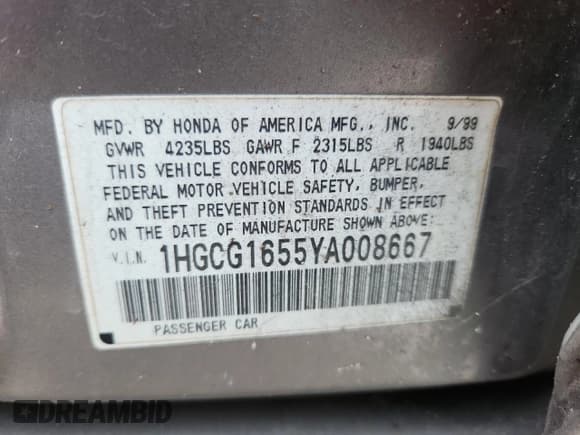 MFD. BY HONDA OF AMERICA MFG., INC. 9/99
GVWR 4235LBS GAWR F 2315LBS R 1940LBS
THIS VEHICLE CONFORMS TO ALL APPLICABLE
FEDERAL MOTOR VEHICLE SAFETY, BUMPER,
AND THEFT PREVENTION STANDARDS IN EFFECT
ON THE DATE OF MANUFACTURE SHOWN ABOVE:
V.I.N. 1HGCG1655YA008667
PASSENGER CAR
DREAMBID